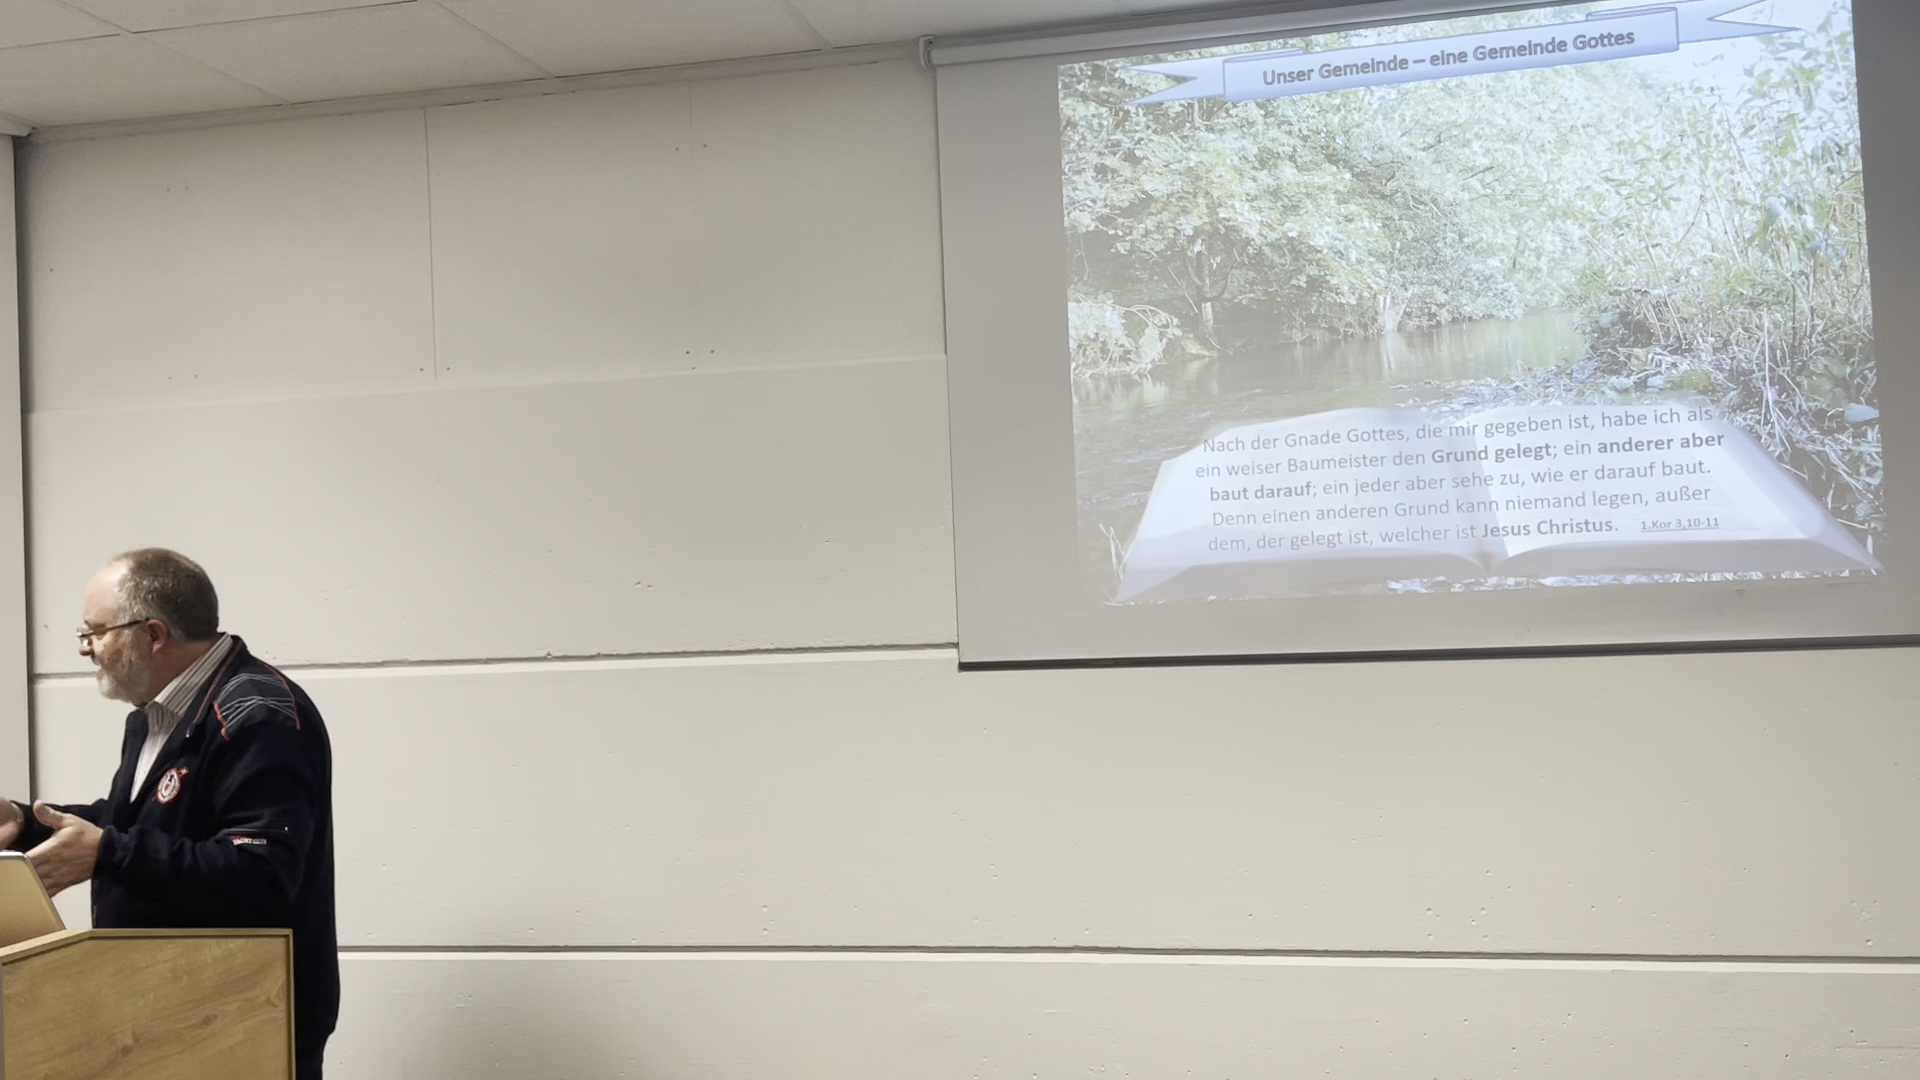 Unser Gemeinde – eine Gemeinde Gottes
Nach der Gnade Gottes, die mir gegeben ist, habe ich als
ein weiser Baumeister den Grund gelegt; ein anderer aber
baut darauf; ein jeder aber sehe zu, wie er darauf baut.
Denn einen anderen Grund kann niemand legen, außer
dem, der gelegt ist, welcher ist Jesus Christus. 1.Kor 3,10-11